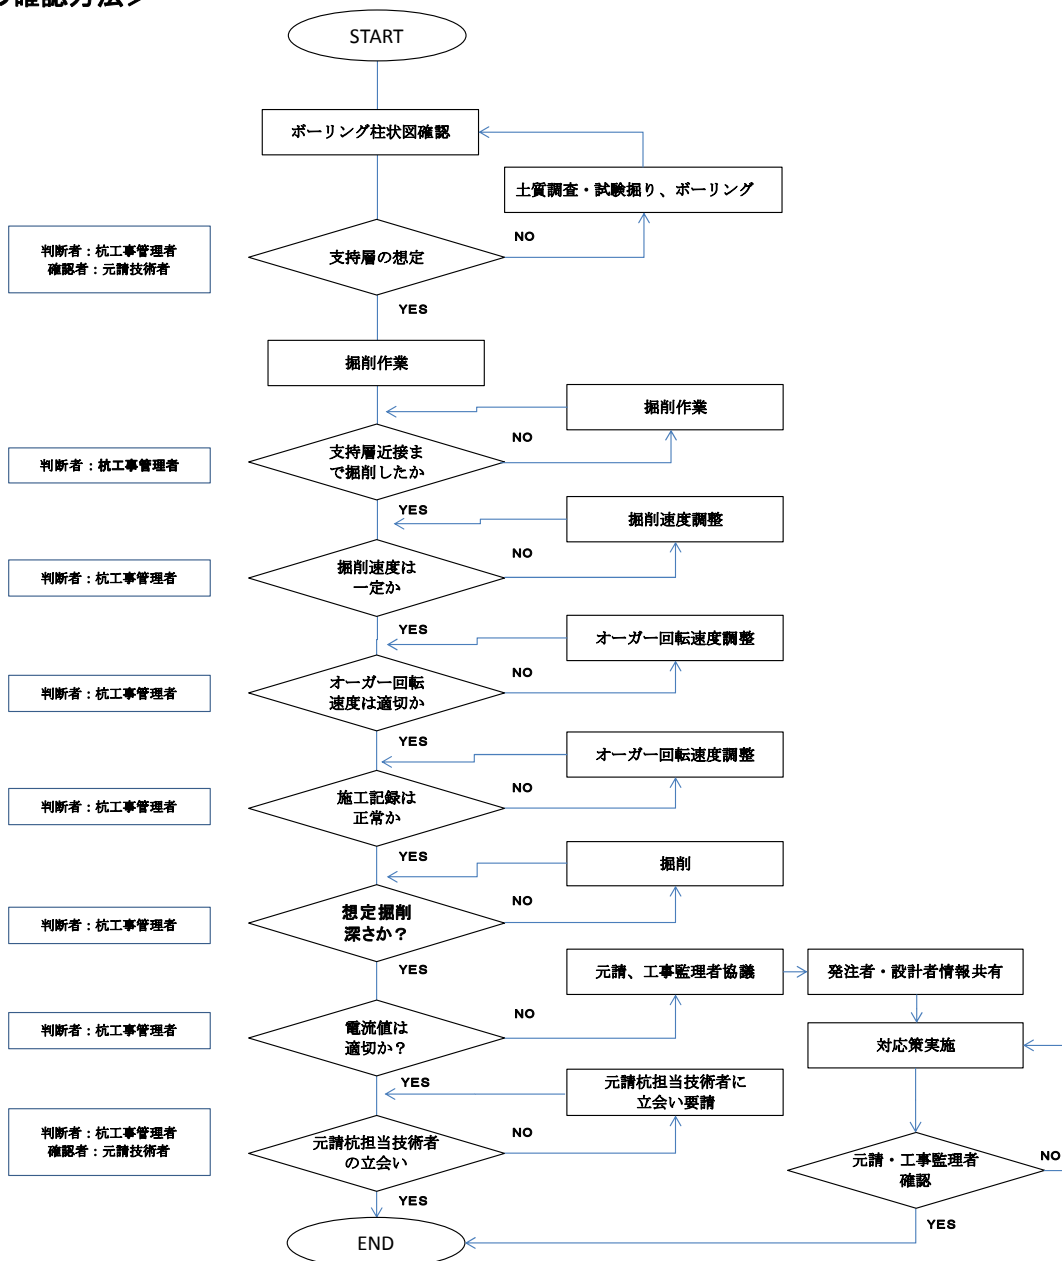 の確認方法＞
START
ボーリング柱状図確認
土質調査・試験掘り、ボーリング
判断者：杭工事管理者
確認者：元請技術者
支持層の想定
NO
YES
掘削作業
掘削作業
判断者：杭工事管理者
支持層近接ま
で掘削したか
NO
YES
掘削速度調整
判断者：杭工事管理者
掘削速度は
一定か
NO
YES
オーガー回転速度調整
判断者：杭工事管理者
オーガー回転
速度は適切か
NO
YES
オーガー回転速度調整
判断者：杭工事管理者
施工記録は
正常か
NO
YES
掘削
判断者：杭工事管理者
想定掘削
深さか？
NO
YES
元請、工事監理者協議
発注者・設計者情報共有
判断者：杭工事管理者
電流値は
適切か？
NO
対応策実施
YES
元請杭担当技術者に
立会い要請
判断者：杭工事管理者
確認者：元請技術者
元請杭担当技術者
の立会い
NO
元請・工事監理者
確認
NO
YES
YES
END